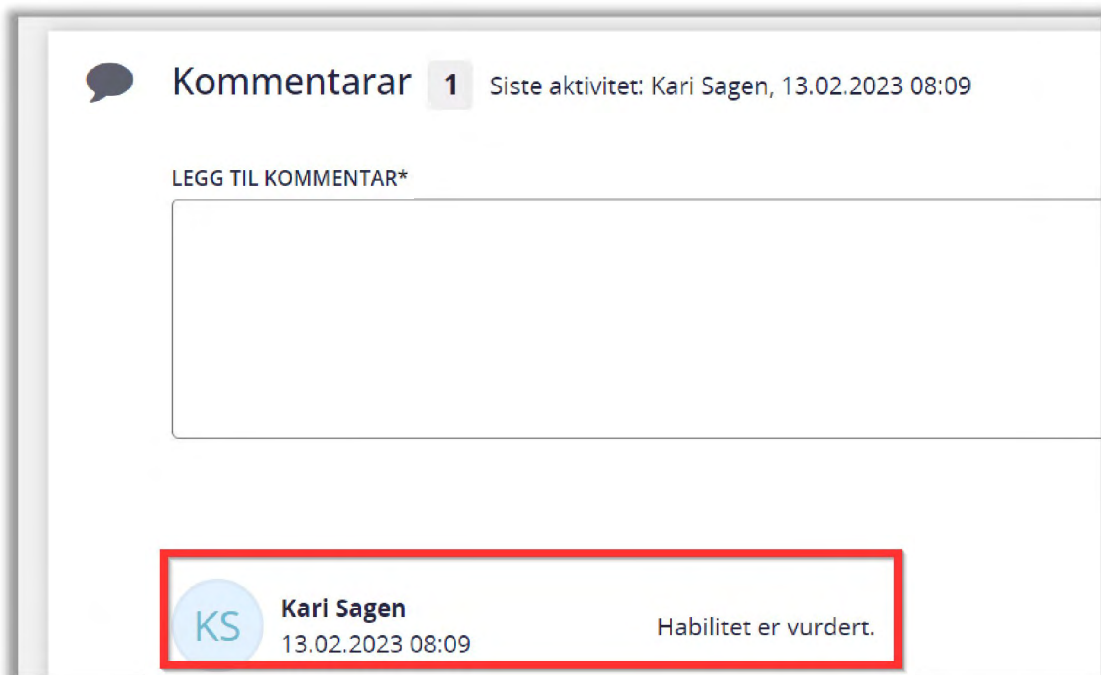 Kommentarar 1 Siste aktivitet: Kari Sagen, 13.02.2023 08:09
LEGG TIL KOMMENTAR*
KS Kari Sagen
13.02.2023 08:09 Habilitet er vurdert.